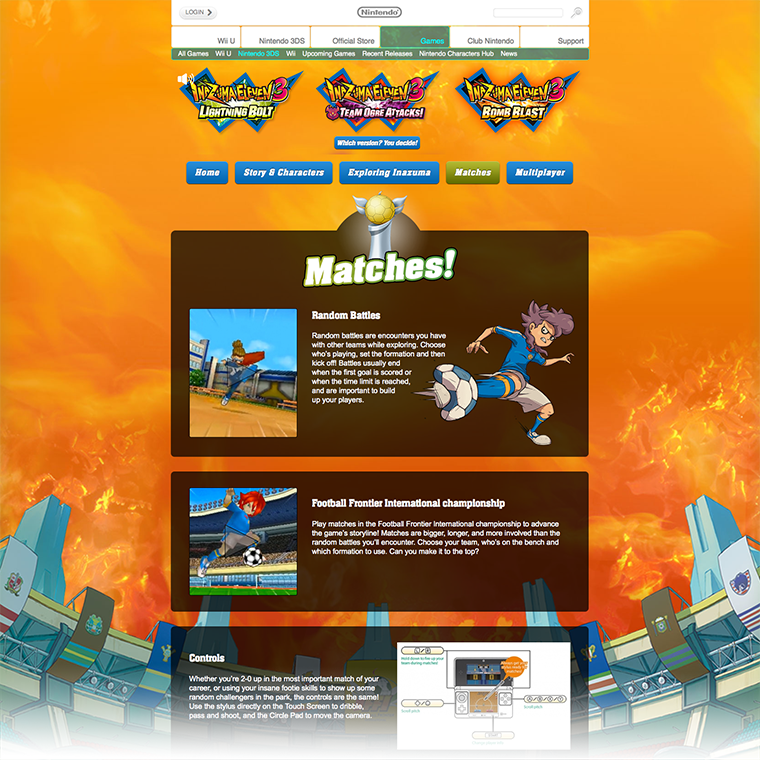 LOGIN
Nintendo
Wii U Nintendo 3DS Official Store Games Club Nintendo Support
All Games Wii U Nintendo 3DS Wii Upcoming Games Recent Releases Nintendo Characters Hub News
INAZUMA ELEVEN 3 LIGHTNING BOLT
INAZUMA ELEVEN 3 TEAM OGRE ATTACKS!
INAZUMA ELEVEN 3 BOMB BLAST
Which version? You decide!
Home Story & Characters Exploring Inazuma Matches Multiplayer
Matches!
Random Battles
Random battles are encounters you have
with other teams while exploring. Choose
who's playing, set the formation and then
kick off! Battles usually end
when the first goal is scored or
when the time limit is reached,
and are important to build
up your players.
Football Frontier International championship
Play matches in the Football Frontier International championship to advance
the game's storyline! Matches are bigger, longer, and more involved than the
random battles you'll encounter. Choose your team, who's on the bench and
which formation to use. Can you make it to the top?
Controls
Whether you're 2-0 up in the most important match of your
career, or using your insane footie skills to show up some
random challengers in the park, the controls are the same!
Use the stylus directly on the Touch Screen to dribble,
pass and shoot, and the Circle Pad to move the camera.
Scroll pitch
Scroll pitch
START